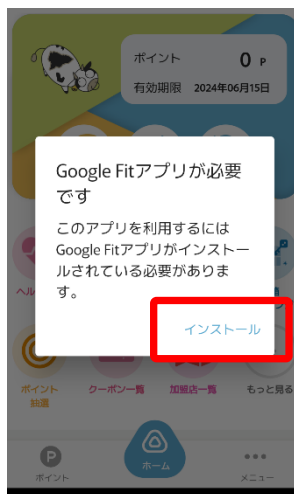 ポイント 0 P
有効期限 2024年06月15日
Google Fitアプリが必要
です
このアプリを利用するには
Google Fitアプリがインストー
ルされている必要がありま
す。
インストール
ヘル
ポイント
抽選
クーポン一覧
加盟店一覧
もっと見る
ポイント
ホーム
メニュー